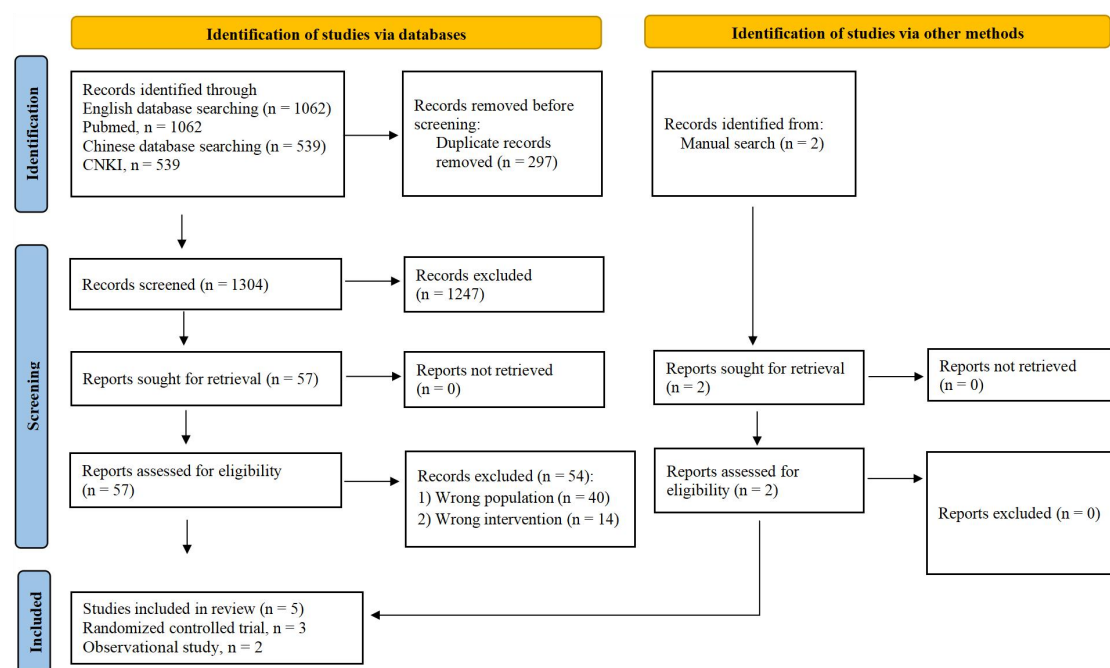 Identification of studies via databases
Identification of studies via other methods
Identification
Records identified through
English database searching (n = 1062)
Pubmed, n = 1062
Chinese database searching (n = 539)
CNKI, n = 539
Records removed before
screening:
Duplicate records
removed (n = 297)
Records identified from:
Manual search (n = 2)
Screening
Records screened (n = 1304)
Records excluded
(n = 1247)
Reports sought for retrieval (n = 57)
Reports not retrieved
(n = 0)
Reports sought for retrieval
(n = 2)
Reports not retrieved
(n = 0)
Reports assessed for eligibility
(n = 57)
Records excluded (n = 54):
1) Wrong population (n = 40)
2) Wrong intervention (n = 14)
Reports assessed for
eligibility (n = 2)
Reports excluded (n = 0)
Included
Studies included in review (n = 5)
Randomized controlled trial, n = 3
Observational study, n = 2